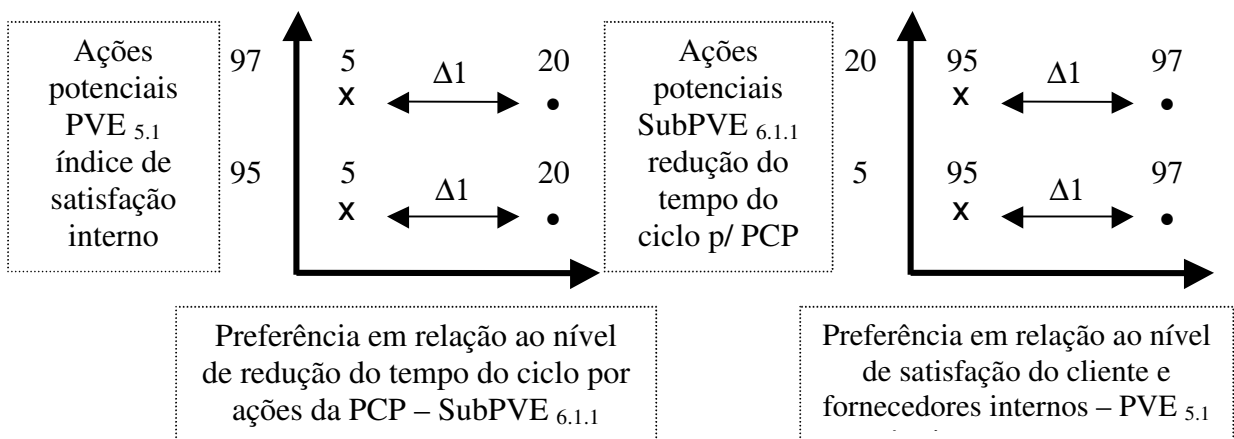 Ações
potenciais
PVE 5.1
índice de
satisfação
interno
97
5
Δ1
20
x
95
5
Δ1
20
x
Preferência em relação ao nível
de redução do tempo do ciclo por
ações da PCP – SubPVE 6.1.1
Ações
potenciais
SubPVE 6.1.1
redução do
tempo do
ciclo p/ PCP
20
95
Δ1
97
x
5
95
Δ1
97
x
Preferência em relação ao nível
de satisfação do cliente e
fornecedores internos – PVE 5.1